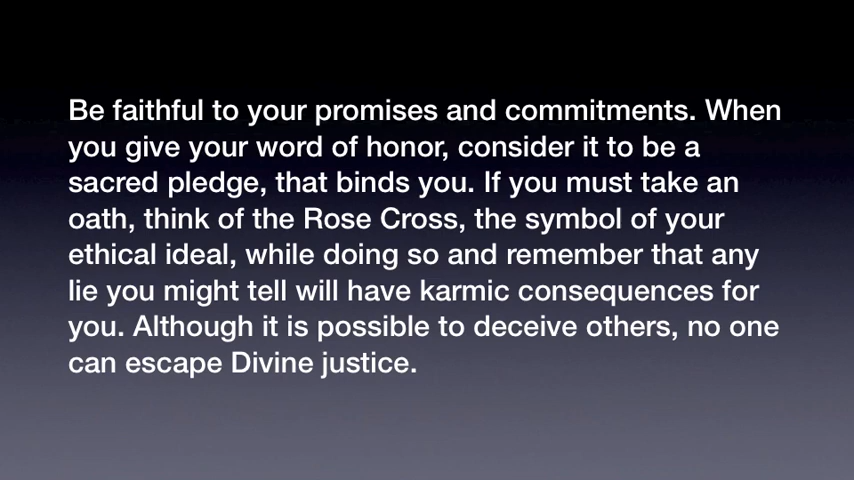 Be faithful to your promises and commitments. When
you give your word of honor, consider it to be a
sacred pledge, that binds you. If you must take an
oath, think of the Rose Cross, the symbol of your
ethical ideal, while doing so and remember that any
lie you might tell will have karmic consequences for
you. Although it is possible to deceive others, no one
can escape Divine justice.